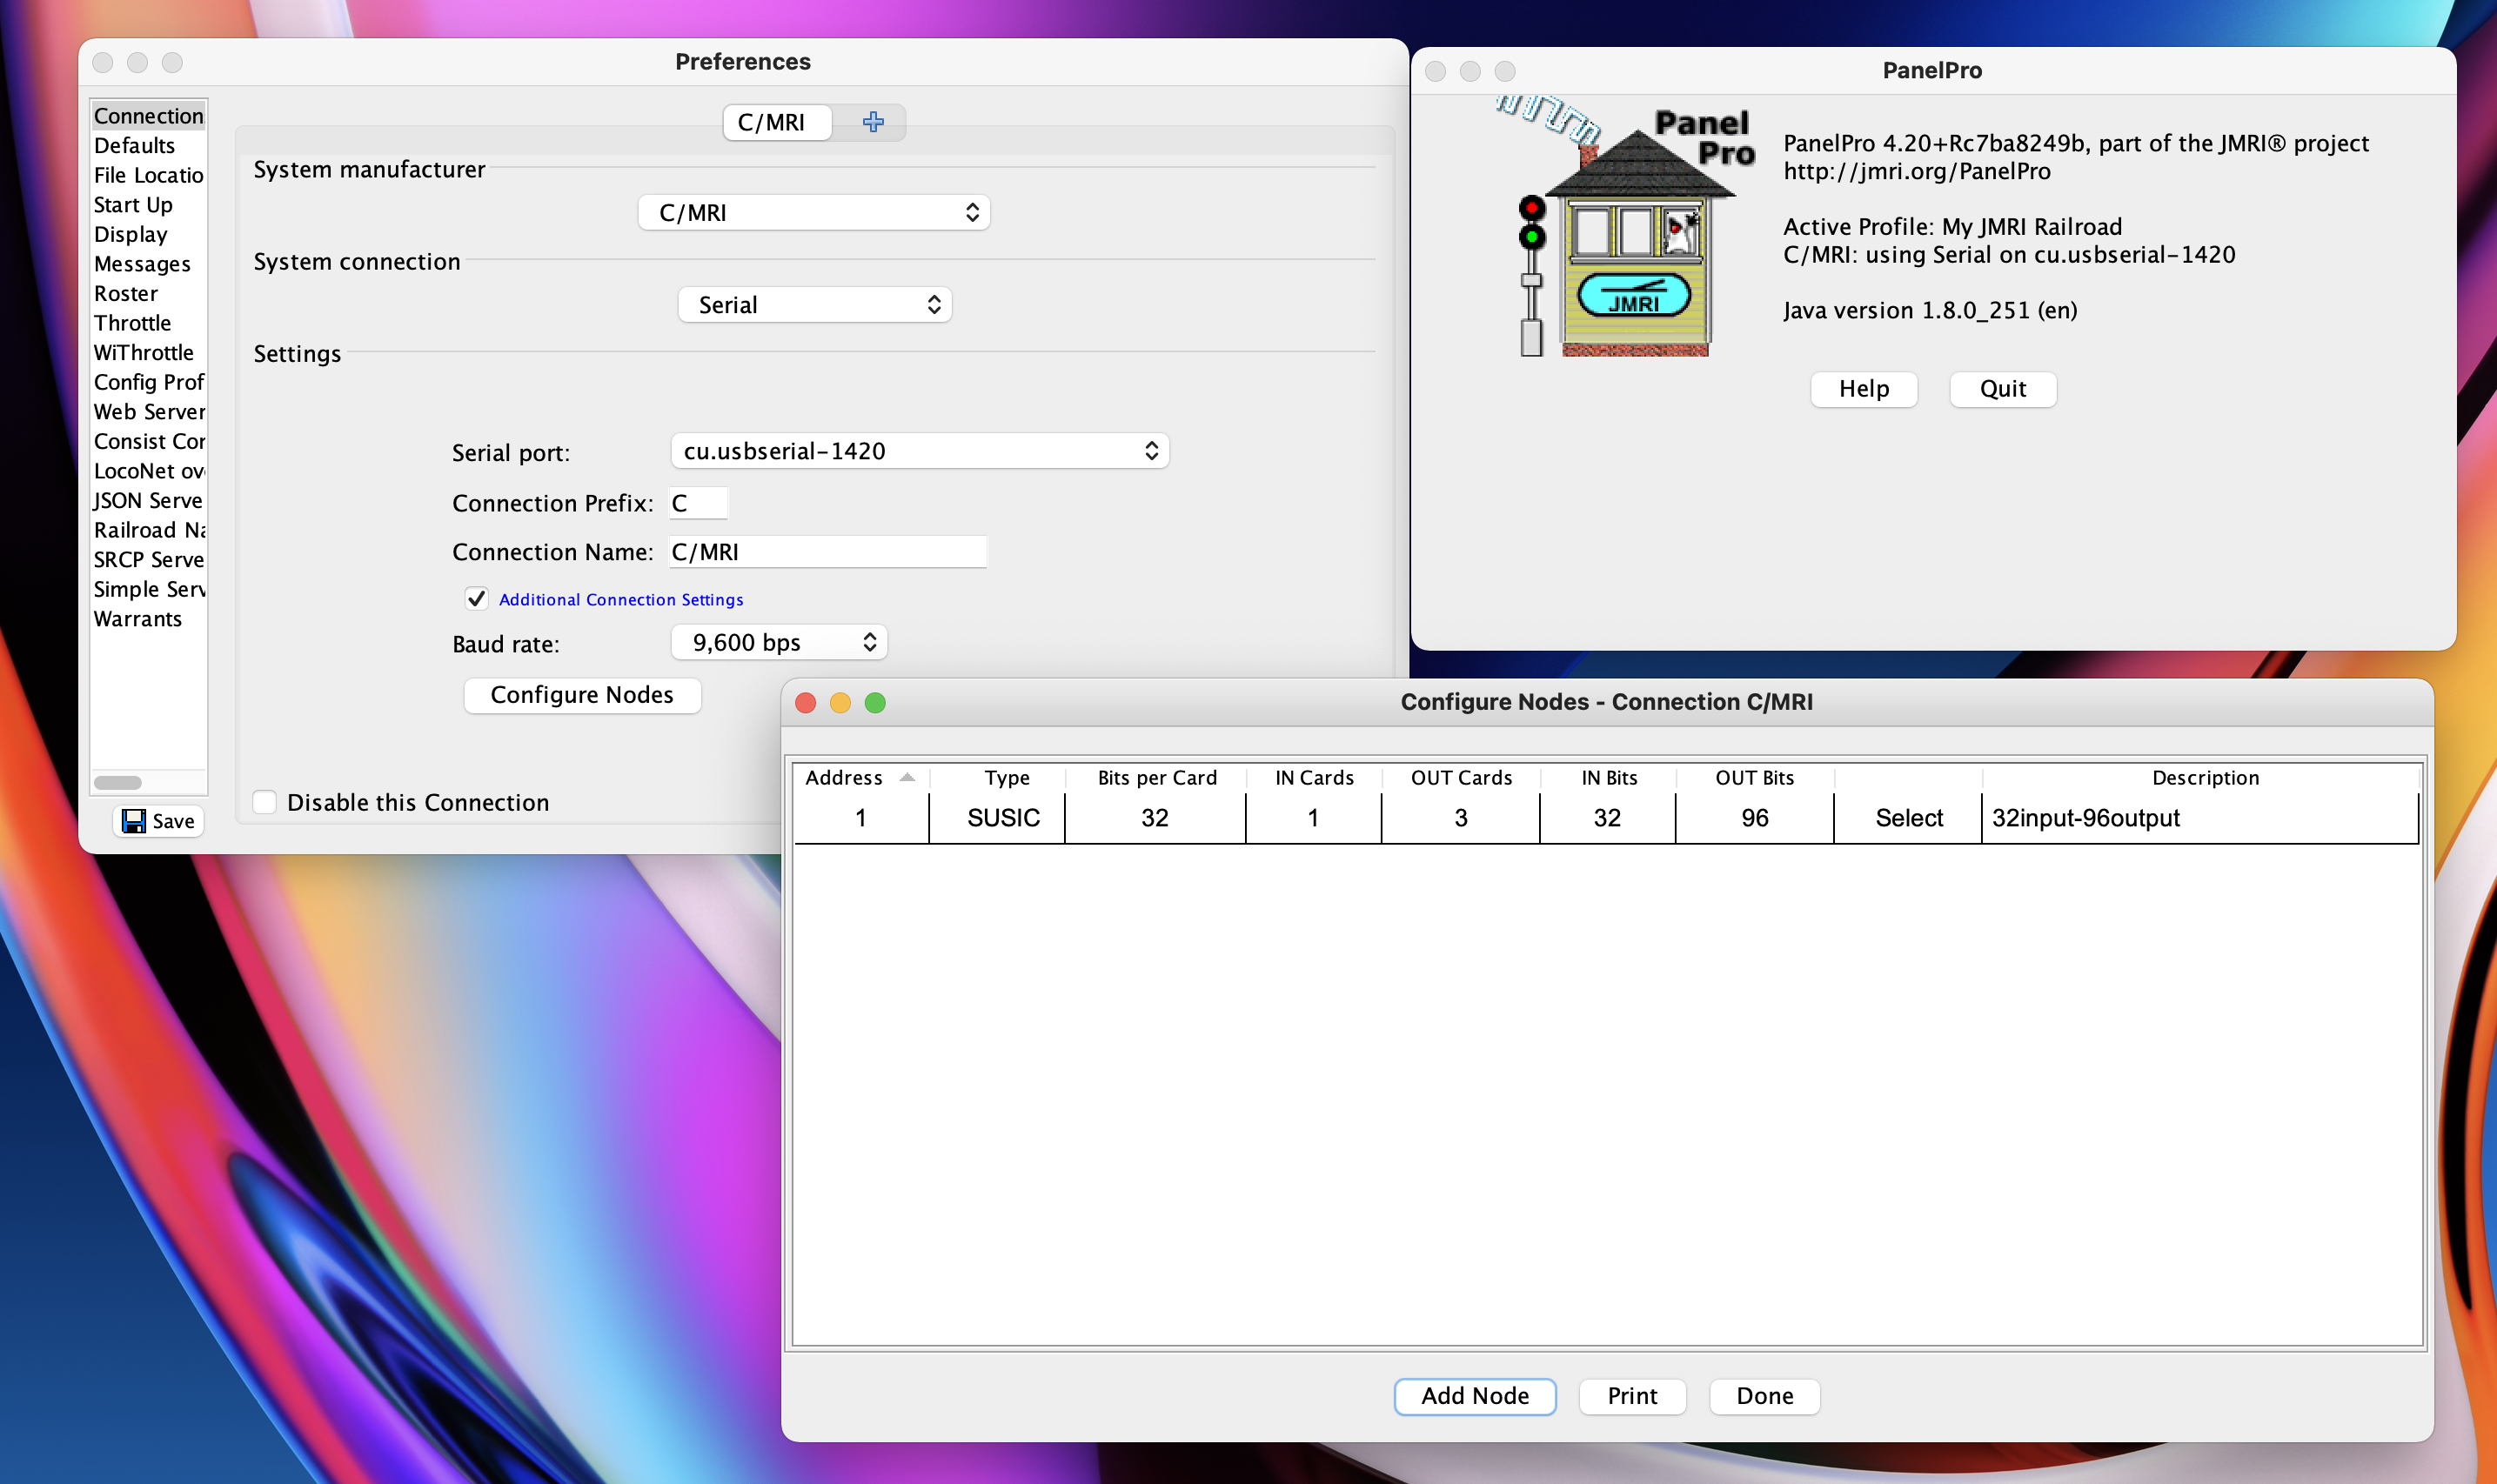 Preferences
Connection
Defaults
File Locatio
Start Up
Display
Messages
Roster
Throttle
WiThrottle
Config Prof
Web Server
Consist Cor
LocoNet ov
JSON Serve
Railroad Na
SRCP Serve
Simple Serv
Warrants
Save
C/MRI
System manufacturer
C/MRI
System connection
Serial
Settings
Serial port: cu.usbserial-1420
Connection Prefix: C
Connection Name: C/MRI
Additional Connection Settings
Baud rate: 9,600 bps
Configure Nodes
Disable this Connection
PanelPro
Panel
Pro
JMRI
PanelPro 4.20+Rc7ba8249b, part of the JMRI® project
http://jmri.org/PanelPro
Active Profile: My JMRI Railroad
C/MRI: using Serial on cu.usbserial-1420
Java version 1.8.0_251 (en)
Help Quit
Configure Nodes - Connection C/MRI
Address Type Bits per Card IN Cards OUT Cards IN Bits OUT Bits Description
1 SUSIC 32 1 3 32 96 Select 32input-96output
Add Node Print Done